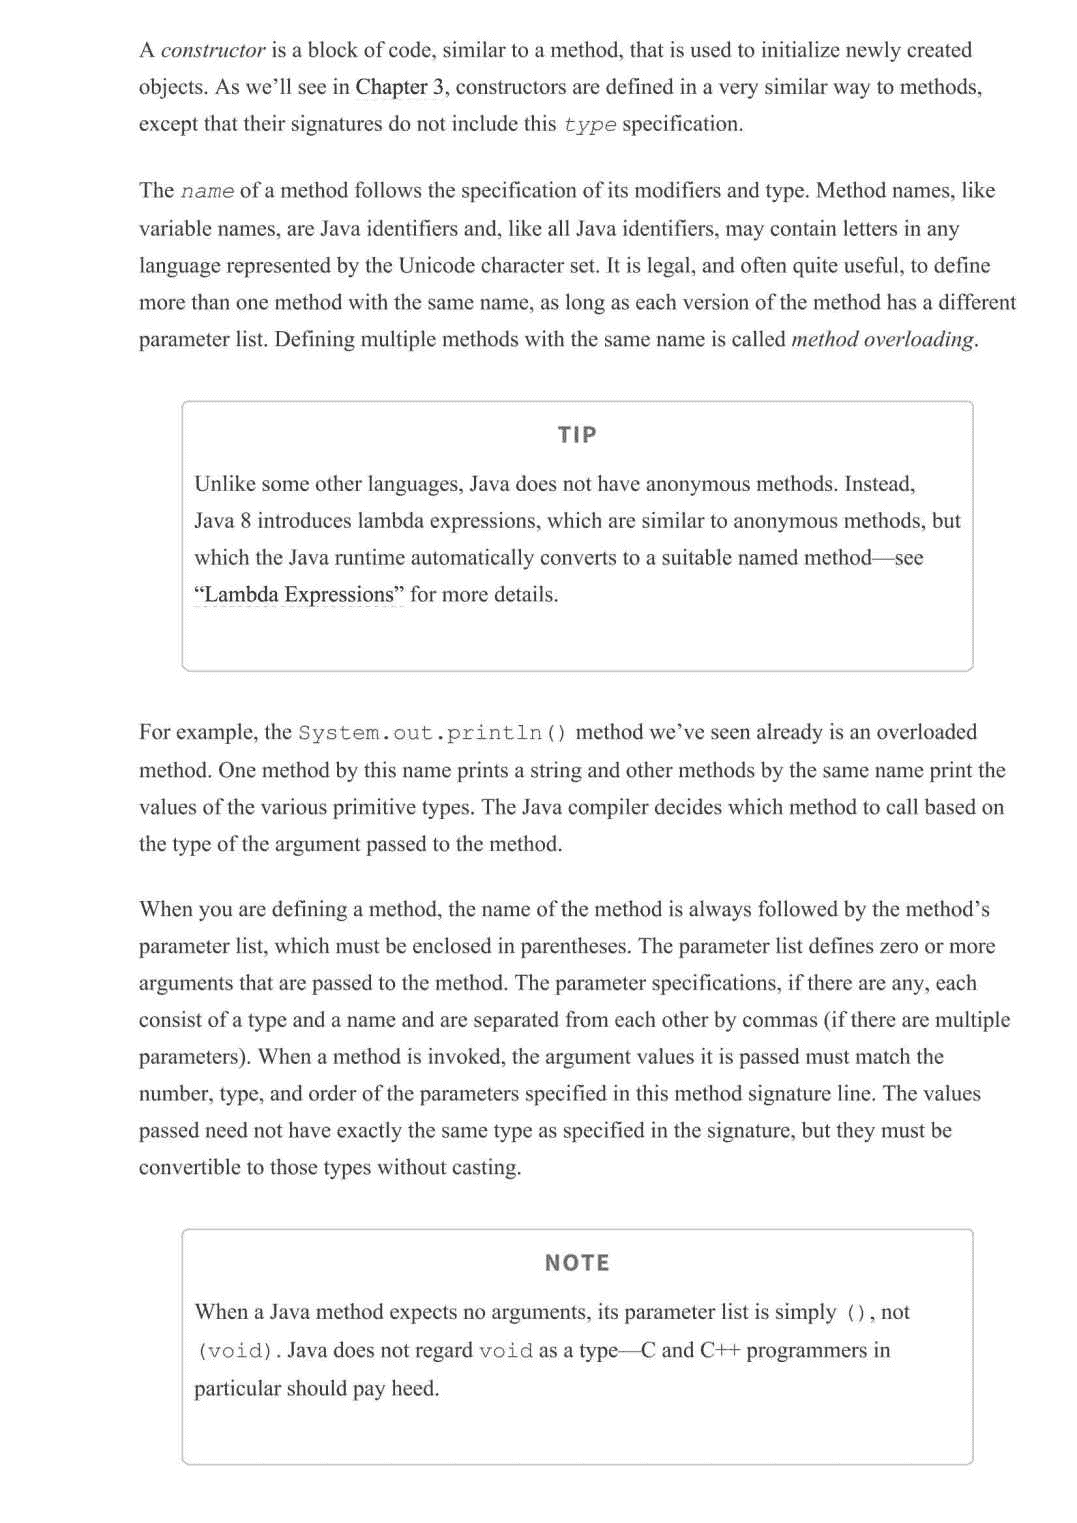 A constructor is a block of code, similar to a method, that is used to initialize newly created
objects. As we’ll see in Chapter 3, constructors are defined in a very similar way to methods,
except that their signatures do not include this type specification.
The name of a method follows the specification of its modifiers and type. Method names, like
variable names, are Java identifiers and, like all Java identifiers, may contain letters in any
language represented by the Unicode character set. It is legal, and often quite useful, to define
more than one method with the same name, as long as each version of the method has a different
parameter list. Defining multiple methods with the same name is called method overloading.
TIP
Unlike some other languages, Java does not have anonymous methods. Instead,
Java 8 introduces lambda expressions, which are similar to anonymous methods, but
which the Java runtime automatically converts to a suitable named method—see
“Lambda Expressions” for more details.
For example, the System.out.println() method we’ve seen already is an overloaded
method. One method by this name prints a string and other methods by the same name print the
values of the various primitive types. The Java compiler decides which method to call based on
the type of the argument passed to the method.
When you are defining a method, the name of the method is always followed by the method’s
parameter list, which must be enclosed in parentheses. The parameter list defines zero or more
arguments that are passed to the method. The parameter specifications, if there are any, each
consist of a type and a name and are separated from each other by commas (if there are multiple
parameters). When a method is invoked, the argument values it is passed must match the
number, type, and order of the parameters specified in this method signature line. The values
passed need not have exactly the same type as specified in the signature, but they must be
convertible to those types without casting.
NOTE
When a Java method expects no arguments, its parameter list is simply (), not
(void). Java does not regard void as a type—C and C++ programmers in
particular should pay heed.